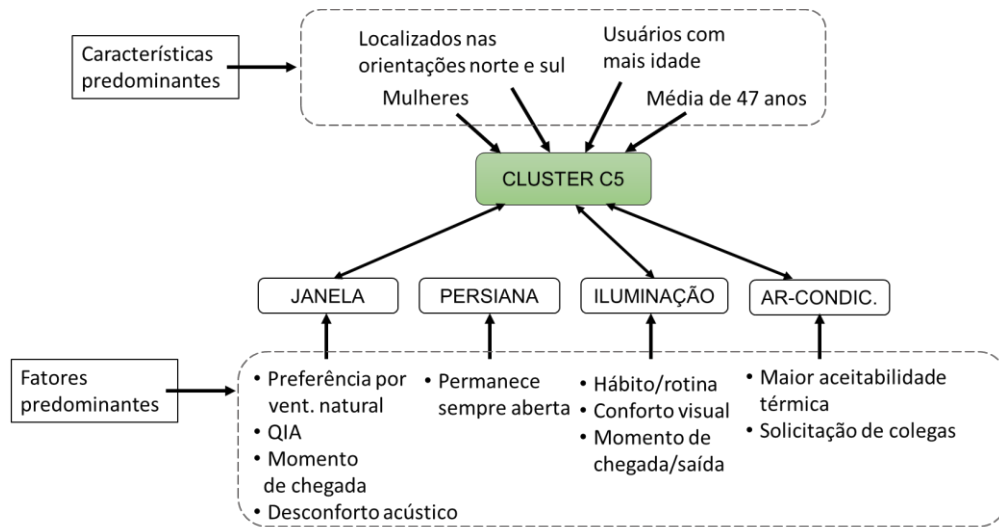 Características
predominantes
Localizados nas
orientações norte e sul
Mulheres
Usuários com
mais idade
Média de 47 anos
CLUSTER C5
JANELA
PERSIANA
ILUMINAÇÃO
AR-CONDIC.
Fatores
predominantes
• Preferência por
vent. natural
• QIA
• Momento
de chegada
• Desconforto acústico
• Permanece
sempre aberta
• Hábito/rotina
• Conforto visual
• Momento de
chegada/saída
• Maior aceitabilidade
térmica
• Solicitação de colegas